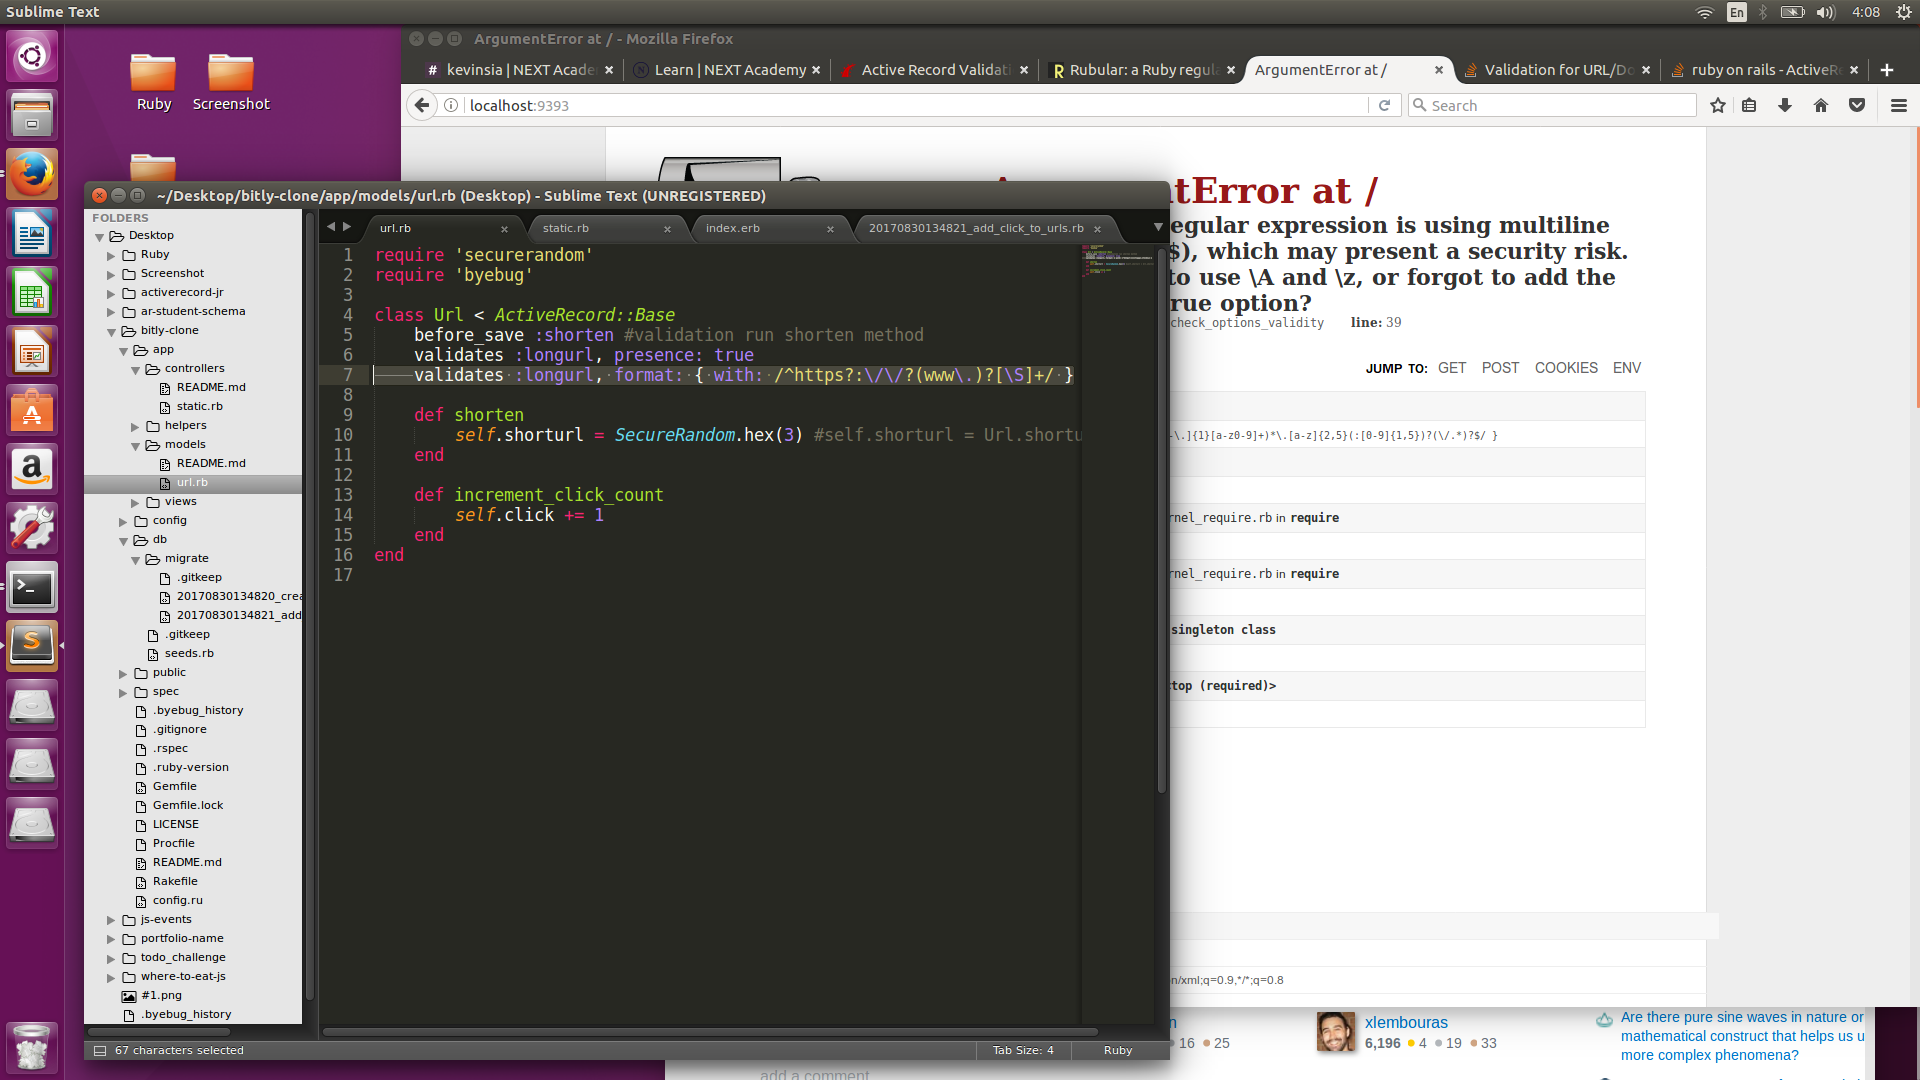 Sublime Text
En
4:08
Ruby
Screenshot
ArgumentError at / - Mozilla Firefox
kevinsia | NEXT Acade
Learn | NEXT Academy
Active Record Validati
Rubular: a Ruby regula
ArgumentError at /
Validation for URL/Do
ruby on rails - ActiveRe
localhost:9393
Search
ntError at /
egular expression is using multiline
$), which may present a security risk.
to use \A and \z, or forgot to add the
rue option?
check_options_validity line: 39
JUMP TO: GET POST COOKIES ENV
-\.]{1}[a-z0-9]+)*\.[a-z]{2,5}(:[0-9]{1,5})?(\/.*)?$/ }
rnel_require.rb in require
rnel_require.rb in require
singleton class
top (required)>
n/xml;q=0.9,*/*;q=0.8
16 25
xlembouras
6,196 4 19 33
Are there pure sine waves in nature or
mathematical construct that helps us u
more complex phenomena?
add a comment
~/Desktop/bitly-clone/app/models/url.rb (Desktop) - Sublime Text (UNREGISTERED)
FOLDERS
Desktop
Ruby
Screenshot
activerecord-jr
ar-student-schema
bitly-clone
app
controllers
README.md
static.rb
helpers
models
README.md
url.rb
views
config
db
migrate
.gitkeep
20170830134820_crea
20170830134821_add
.gitkeep
seeds.rb
public
spec
.byebug_history
.gitignore
.rspec
.ruby-version
Gemfile
Gemfile.lock
LICENSE
Procfile
README.md
Rakefile
config.ru
js-events
portfolio-name
todo_challenge
where-to-eat-js
#1.png
.byebug_history
url.rb
static.rb
index.erb
20170830134821_add_click_to_urls.rb
1 require 'securerandom'
2 require 'byebug'
3
4 class Url < ActiveRecord::Base
5 before_save :shorten #validation run shorten method
6 validates :longurl, presence: true
7 validates :longurl, format: { with: /^https?:\/\/?(www\.)?[\S]+/ }
8
9 def shorten
10 self.shorturl = SecureRandom.hex(3) #self.shorturl = Url.shortu
11 end
12
13 def increment_click_count
14 self.click += 1
15 end
16 end
17
67 characters selected
Tab Size: 4
Ruby